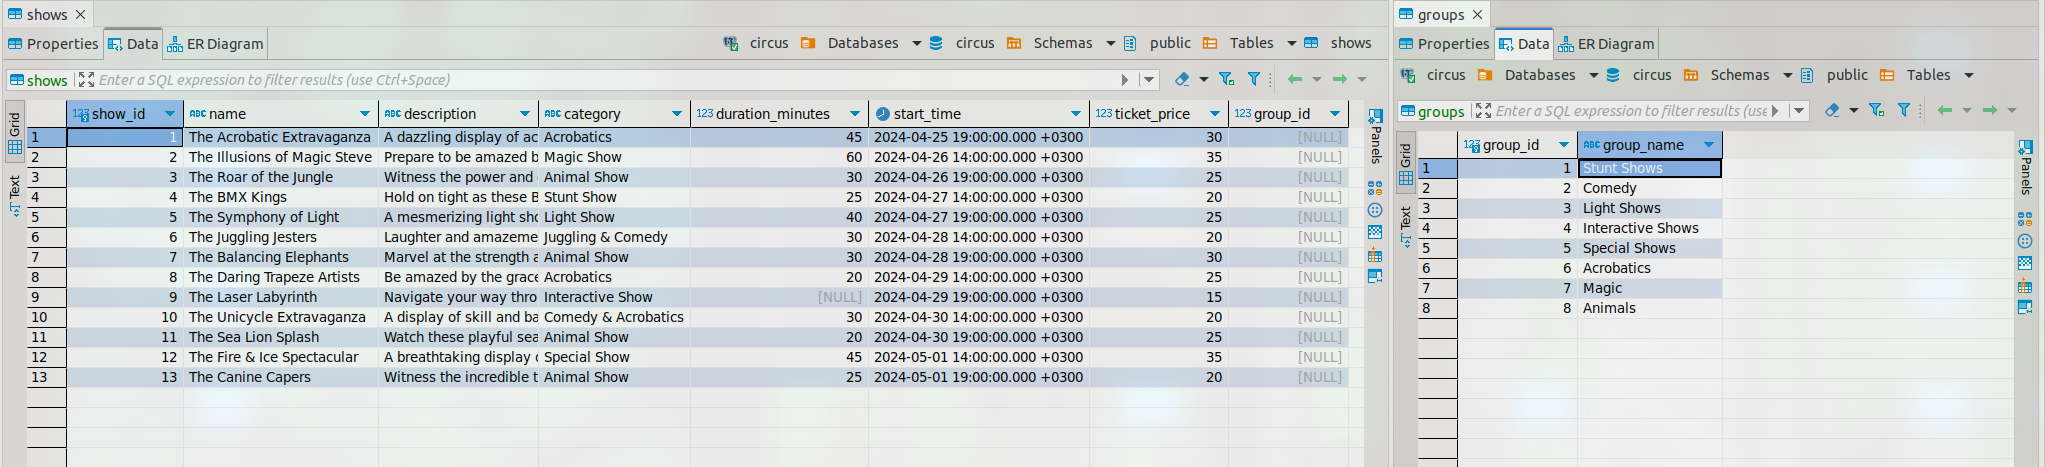 shows
Properties Data ER Diagram circus Databases circus Schemas public Tables shows
shows Enter a SQL expression to filter results (use Ctrl+Space)
Grid
Text
show_id name description category duration_minutes start_time ticket_price group_id
1 1 The Acrobatic Extravaganza A dazzling display of ac Acrobatics 45 2024-04-25 19:00:00.000 +0300 30 [NULL]
2 2 The Illusions of Magic Steve Prepare to be amazed b Magic Show 60 2024-04-26 14:00:00.000 +0300 35 [NULL]
3 3 The Roar of the Jungle Witness the power and Animal Show 30 2024-04-26 19:00:00.000 +0300 25 [NULL]
4 4 The BMX Kings Hold on tight as these B Stunt Show 25 2024-04-27 14:00:00.000 +0300 20 [NULL]
5 5 The Symphony of Light A mesmerizing light sho Light Show 40 2024-04-27 19:00:00.000 +0300 25 [NULL]
6 6 The Juggling Jesters Laughter and amazeme Juggling & Comedy 30 2024-04-28 14:00:00.000 +0300 20 [NULL]
7 7 The Balancing Elephants Marvel at the strength a Animal Show 30 2024-04-28 19:00:00.000 +0300 30 [NULL]
8 8 The Daring Trapeze Artists Be amazed by the grace Acrobatics 20 2024-04-29 14:00:00.000 +0300 25 [NULL]
9 9 The Laser Labyrinth Navigate your way thro Interactive Show [NULL] 2024-04-29 19:00:00.000 +0300 15 [NULL]
10 10 The Unicycle Extravaganza A display of skill and ba Comedy & Acrobatics 30 2024-04-30 14:00:00.000 +0300 20 [NULL]
11 11 The Sea Lion Splash Watch these playful sea Animal Show 20 2024-04-30 19:00:00.000 +0300 25 [NULL]
12 12 The Fire & Ice Spectacular A breathtaking display o Special Show 45 2024-05-01 14:00:00.000 +0300 35 [NULL]
13 13 The Canine Capers Witness the incredible t Animal Show 25 2024-05-01 19:00:00.000 +0300 20 [NULL]
Panels
groups
Properties Data ER Diagram
circus Databases circus Schemas public Tables
groups Enter a SQL expression to filter results (use
Grid
Text
group_id group_name
1 1 Stunt Shows
2 2 Comedy
3 3 Light Shows
4 4 Interactive Shows
5 5 Special Shows
6 6 Acrobatics
7 7 Magic
8 8 Animals
Panels